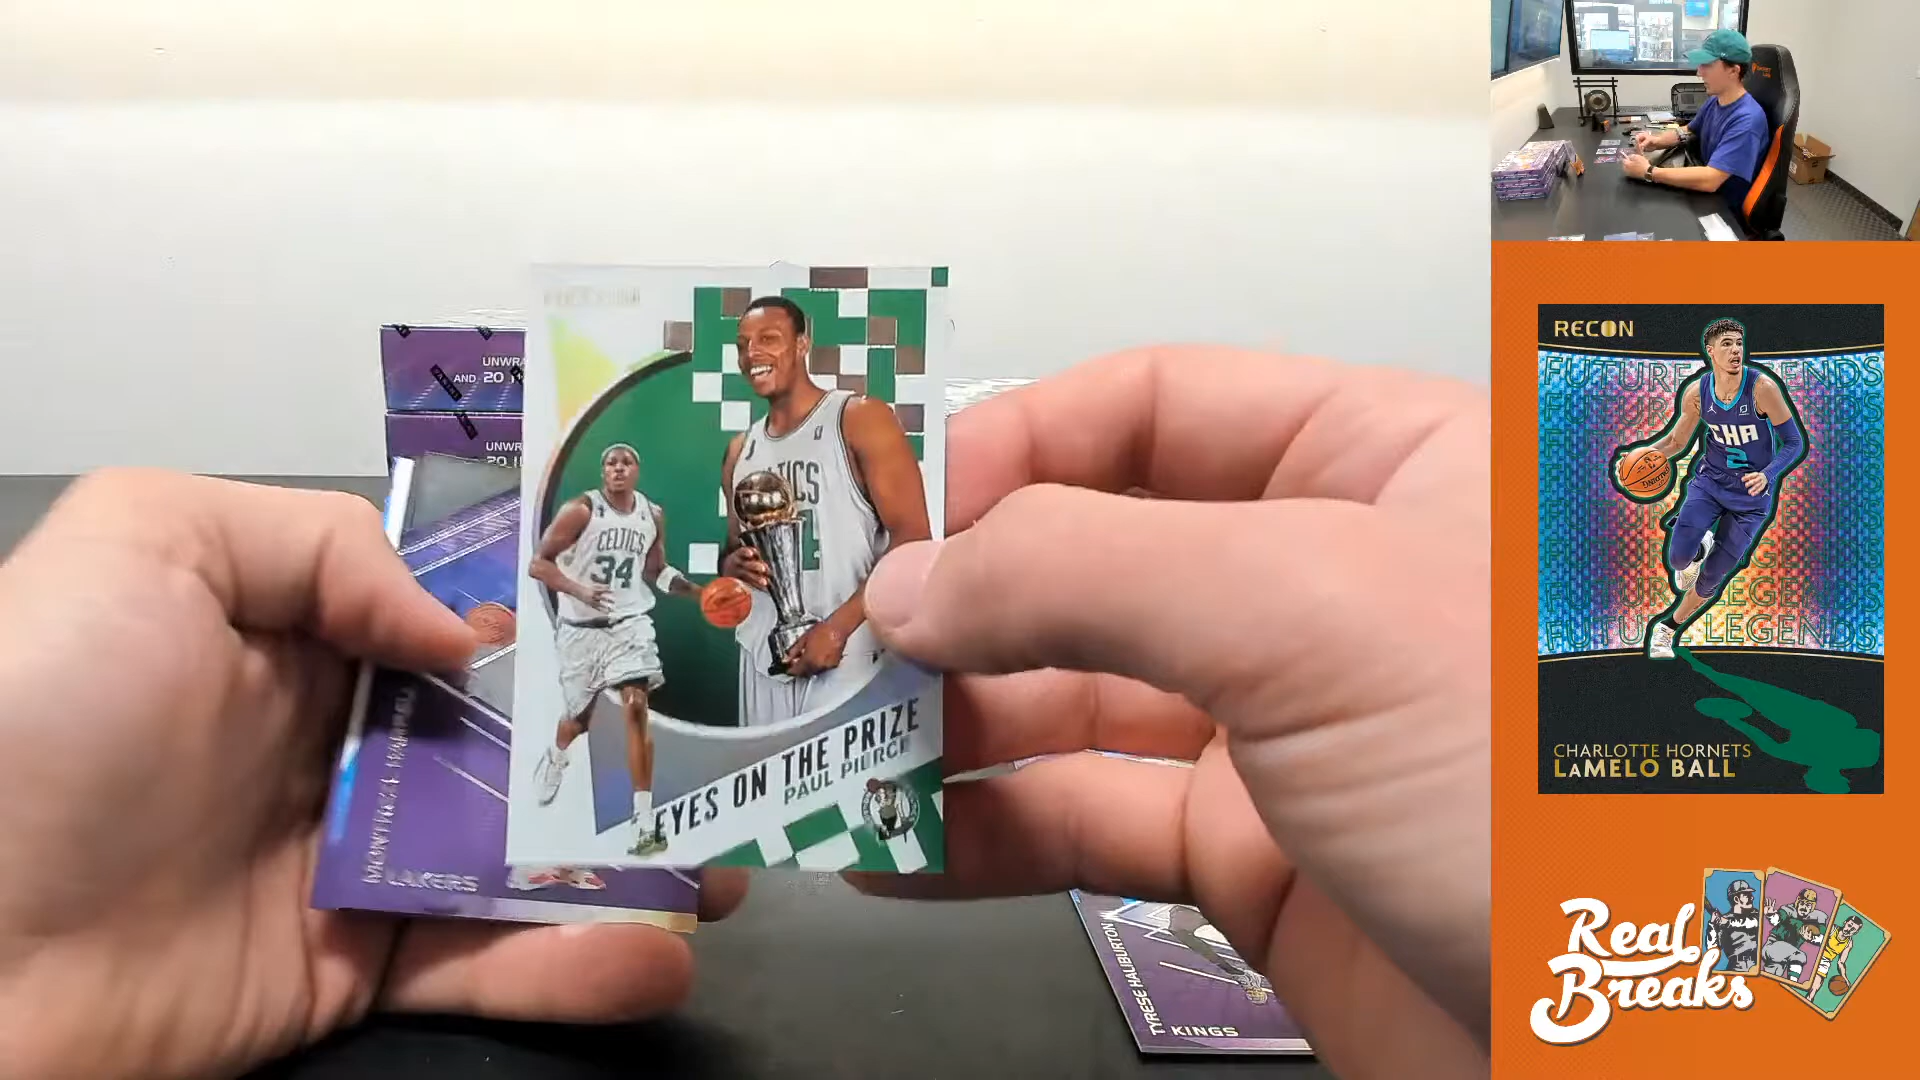 UNWRA
AND 20
UNWR
CELTICS
34
EYES ON THE PRIZE
PAUL PIERCE
LAKERS
TYRESE HALIBURTON
KINGS
RECON
FUTURE LEGENDS
CHA
2
CHARLOTTE HORNETS
LaMELO BALL
Real
Breaks